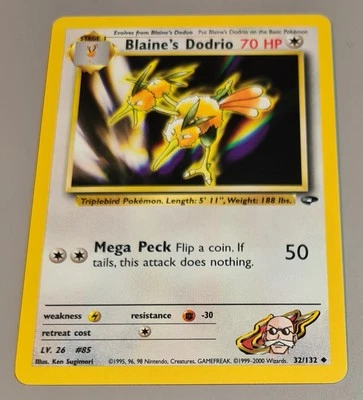 STAGE 1
Evolves from Blaine's Doduo Put Blaine's Dodrio on the Basic Pokémon
Blaine's Dodrio 70 HP
Triplebird Pokémon. Length: 5' 11", Weight: 188 lbs.
Mega Peck Flip a coin. If
tails, this attack does nothing.
50
weakness resistance -30
retreat cost
LV. 26 #85
Illus. Ken Sugimori
©1995, 96, 98 Nintendo, Creatures, GAMEFREAK. ©1999-2000 Wizards.
32/132